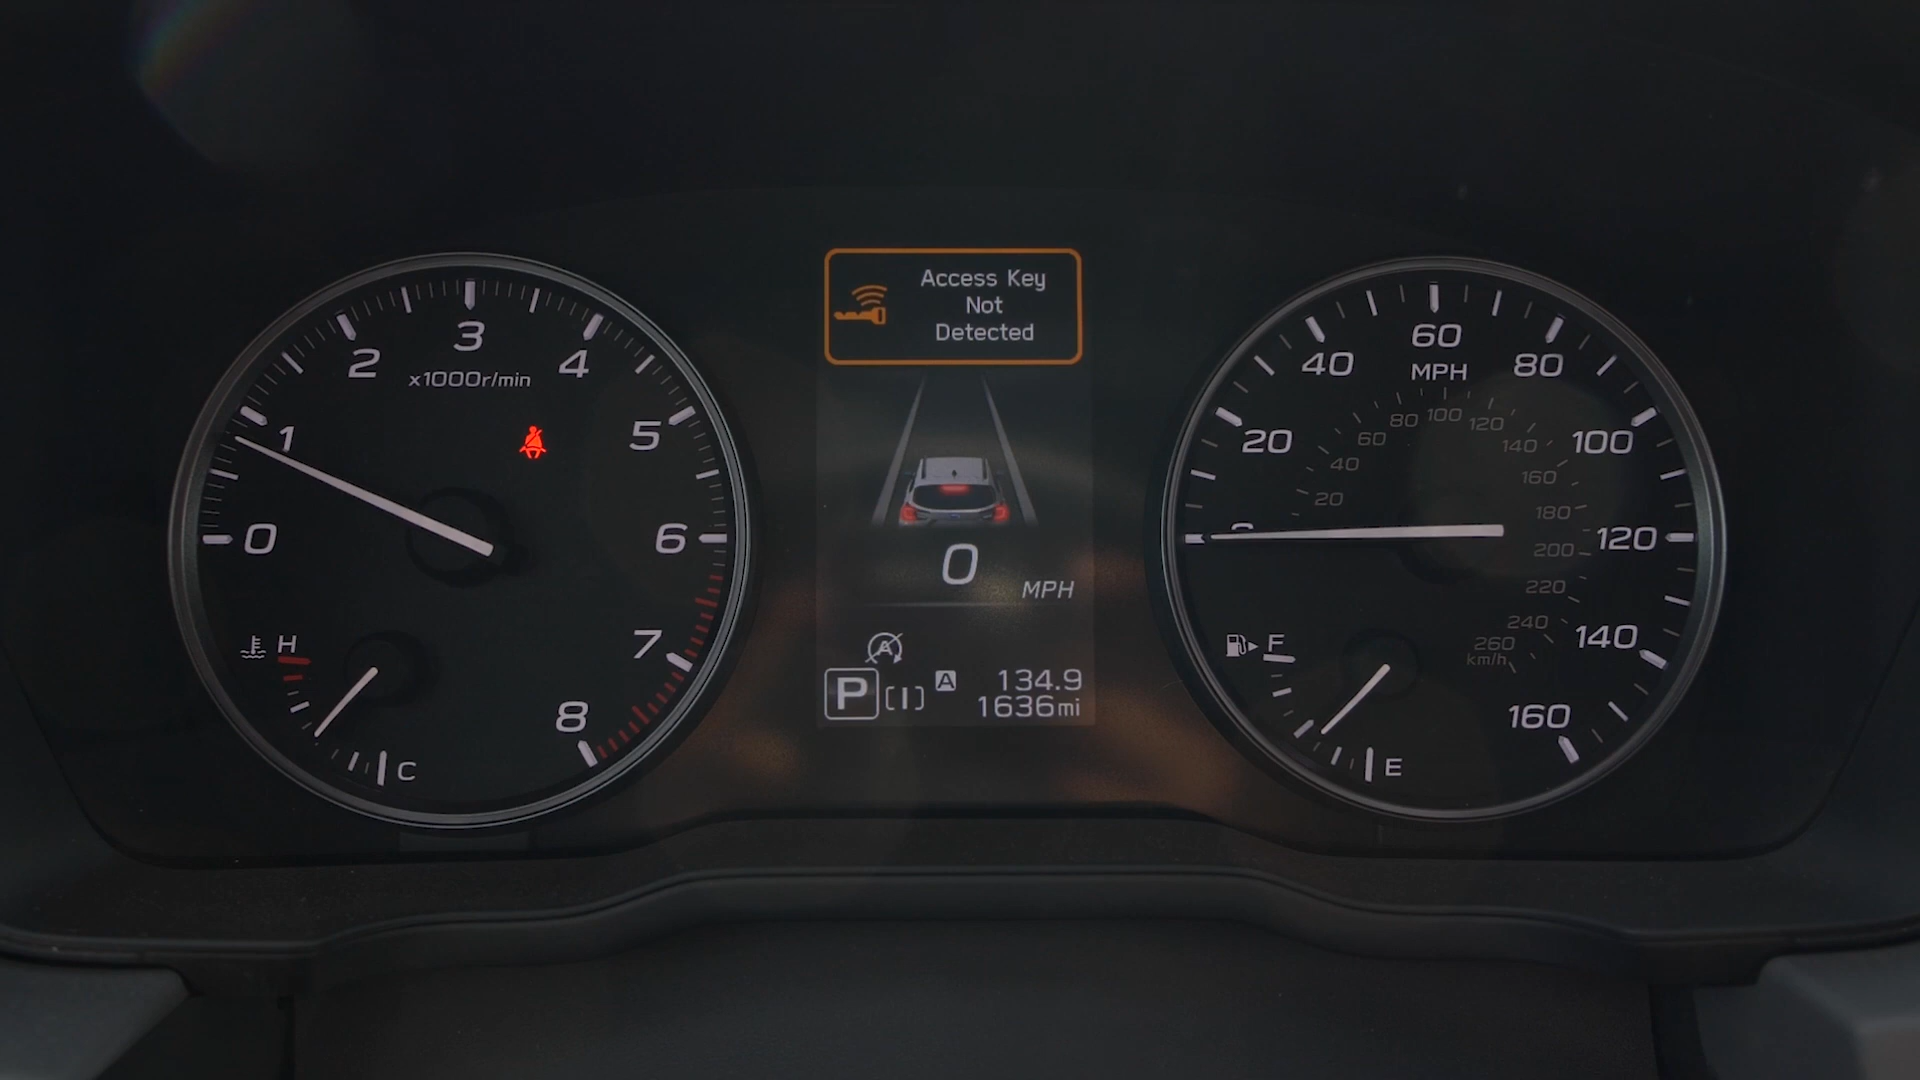 Access Key
Not
Detected
0
1
2
3
4
5
6
7
8
x1000r/min
H
C
0
MPH
A
P [I] A 134.9
1636mi
20
40
60
80
100
120
140
160
MPH
20
40
60
80
100
120
140
160
180
200
220
240
260
km/h
F
E